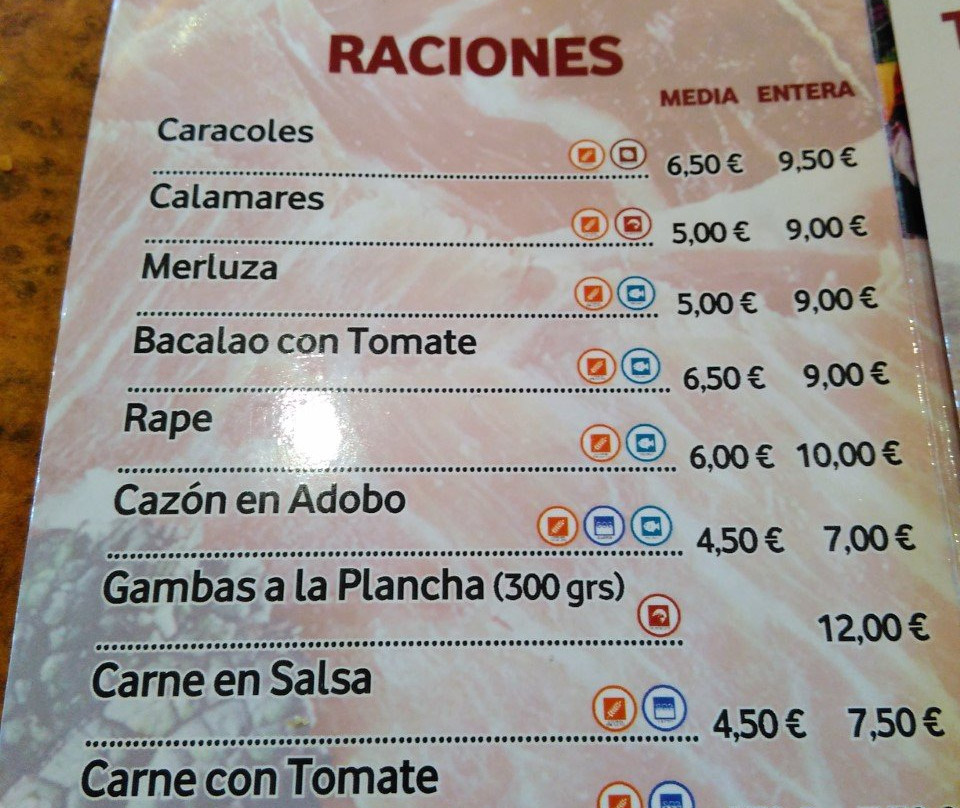 RACIONES
MEDIA ENTERA
Caracoles 6,50 € 9,50 €
Calamares 5,00 € 9,00 €
Merluza 5,00 € 9,00 €
Bacalao con Tomate 6,50 € 9,00 €
Rape 6,00 € 10,00 €
Cazón en Adobo 4,50 € 7,00 €
Gambas a la Plancha (300 grs) 12,00 €
Carne en Salsa 4,50 € 7,50 €
Carne con Tomate